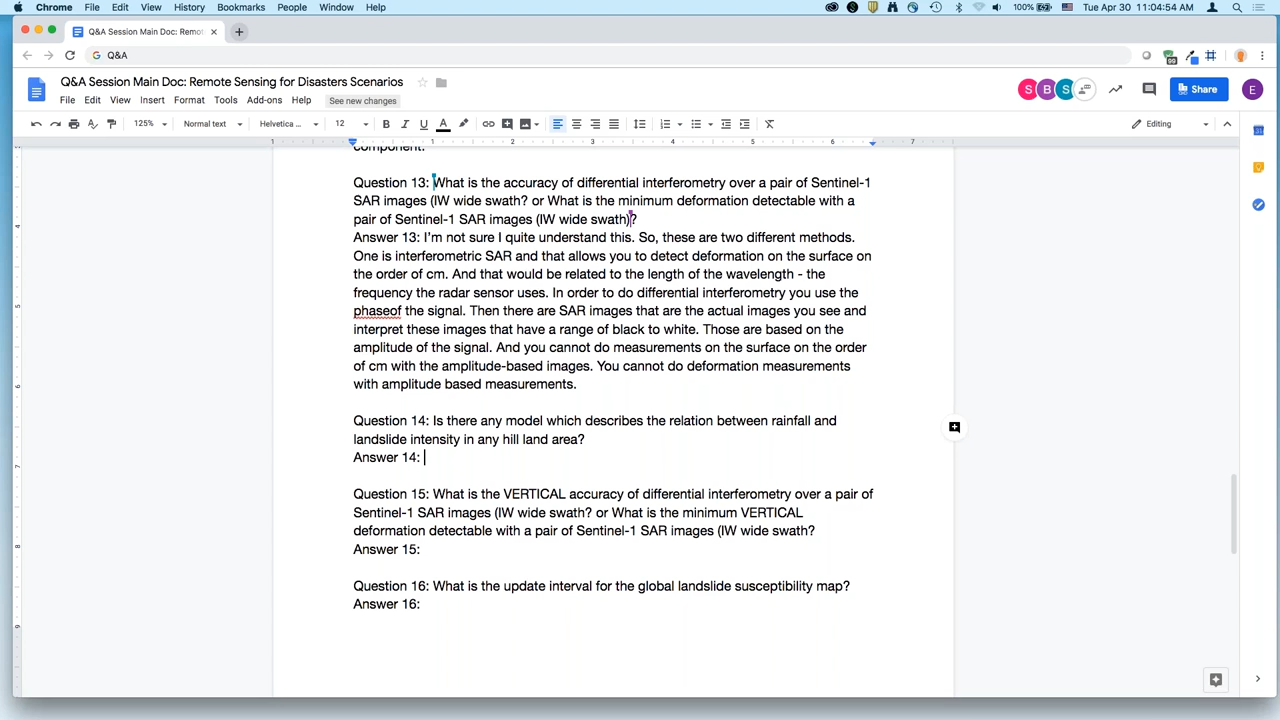 Chrome File Edit View History Bookmarks People Window Help 100% Tue Apr 30 11:04:54 AM
Q&A Session Main Doc: Remot
Q&A
99
Q&A Session Main Doc: Remote Sensing for Disasters Scenarios
File Edit View Insert Format Tools Add-ons Help See new changes
S B S Share E
125% Normal text Helvetica ... 12 B I U A Editing
1 1 2 3 4 5 6 7
component.
Question 13: What is the accuracy of differential interferometry over a pair of Sentinel-1
SAR images (IW wide swath? or What is the minimum deformation detectable with a
pair of Sentinel-1 SAR images (IW wide swath)?
Answer 13: I'm not sure I quite understand this. So, these are two different methods.
One is interferometric SAR and that allows you to detect deformation on the surface on
the order of cm. And that would be related to the length of the wavelength - the
frequency the radar sensor uses. In order to do differential interferometry you use the
phaseof the signal. Then there are SAR images that are the actual images you see and
interpret these images that have a range of black to white. Those are based on the
amplitude of the signal. And you cannot do measurements on the surface on the order
of cm with the amplitude-based images. You cannot do deformation measurements
with amplitude based measurements.
Question 14: Is there any model which describes the relation between rainfall and
landslide intensity in any hill land area?
Answer 14:
Question 15: What is the VERTICAL accuracy of differential interferometry over a pair of
Sentinel-1 SAR images (IW wide swath? or What is the minimum VERTICAL
deformation detectable with a pair of Sentinel-1 SAR images (IW wide swath?
Answer 15:
Question 16: What is the update interval for the global landslide susceptibility map?
Answer 16: